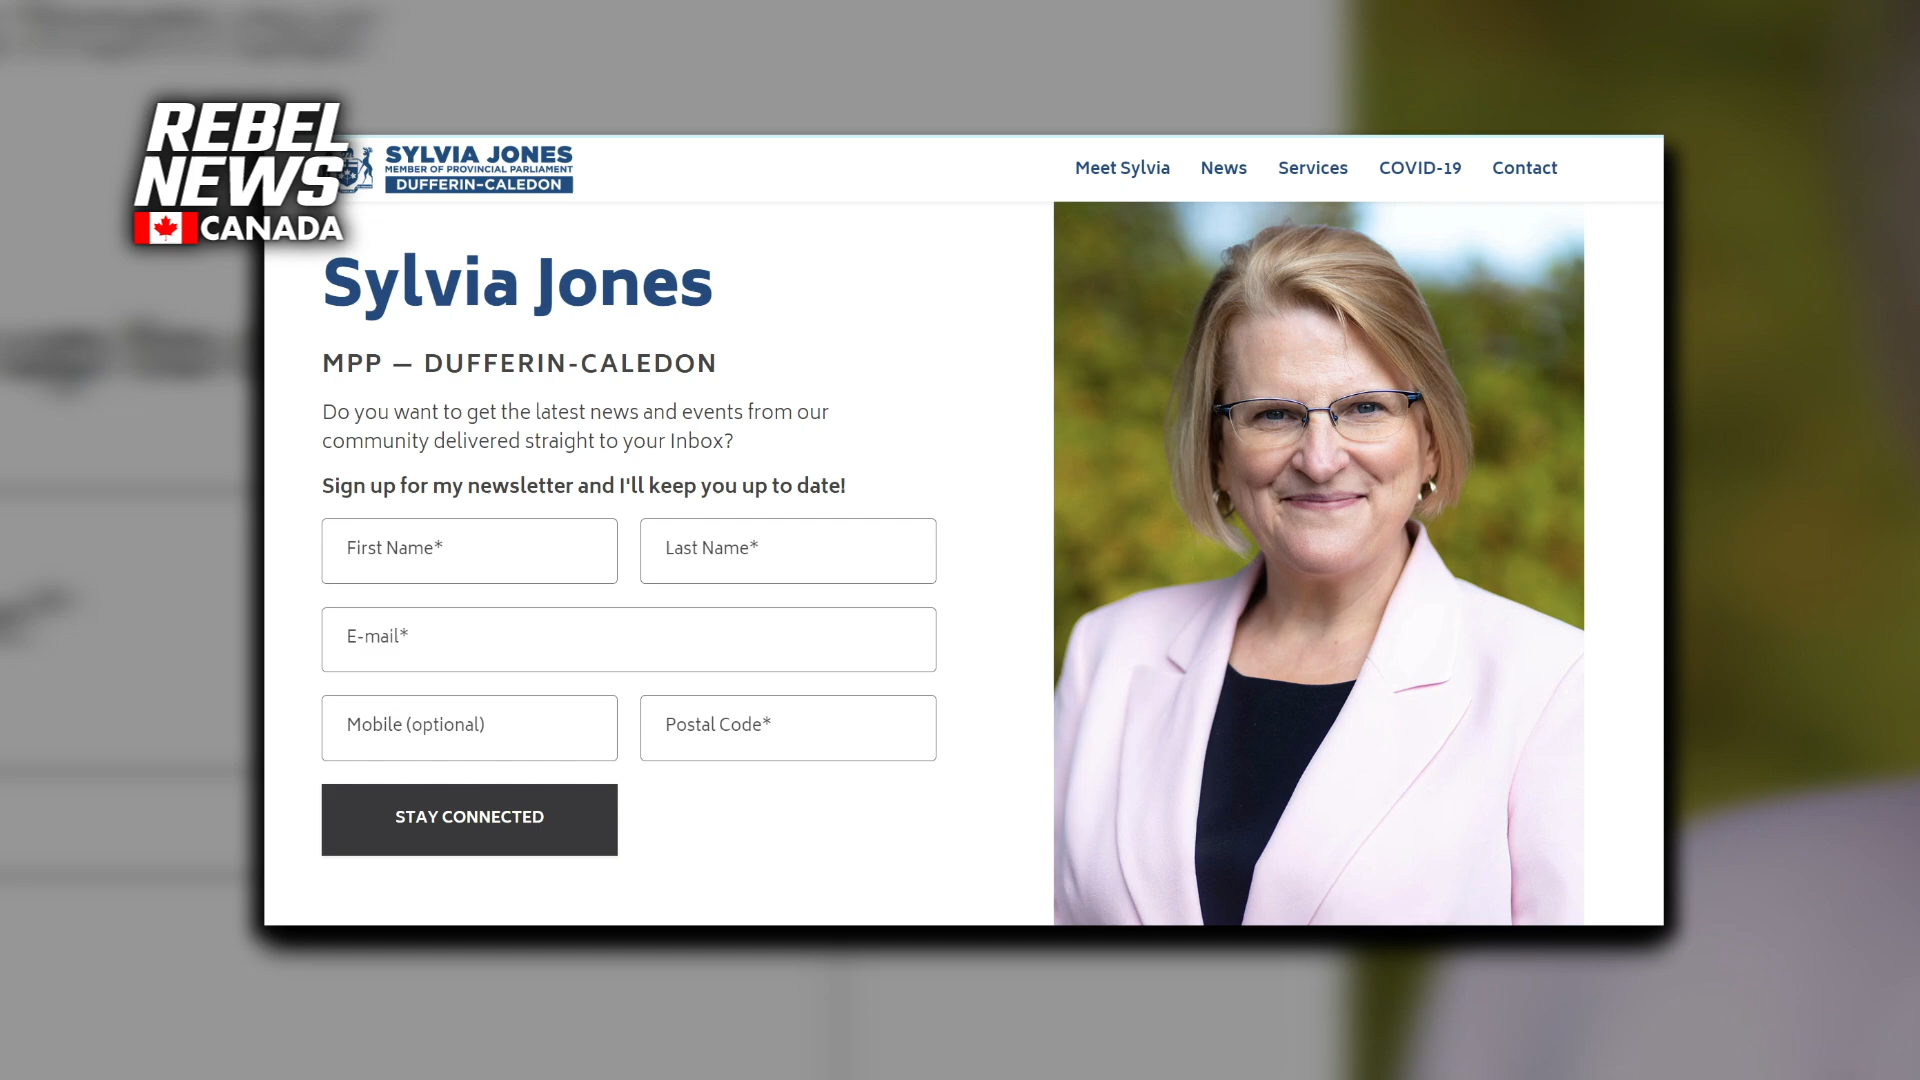 REBEL
NEWS
CANADA
SYLVIA JONES
MEMBER OF PROVINCIAL PARLIAMENT
DUFFERIN-CALEDON
Meet Sylvia News Services COVID-19 Contact
Sylvia Jones
MPP — DUFFERIN-CALEDON
Do you want to get the latest news and events from our
community delivered straight to your Inbox?
Sign up for my newsletter and I'll keep you up to date!
First Name* Last Name*
E-mail*
Mobile (optional) Postal Code*
STAY CONNECTED